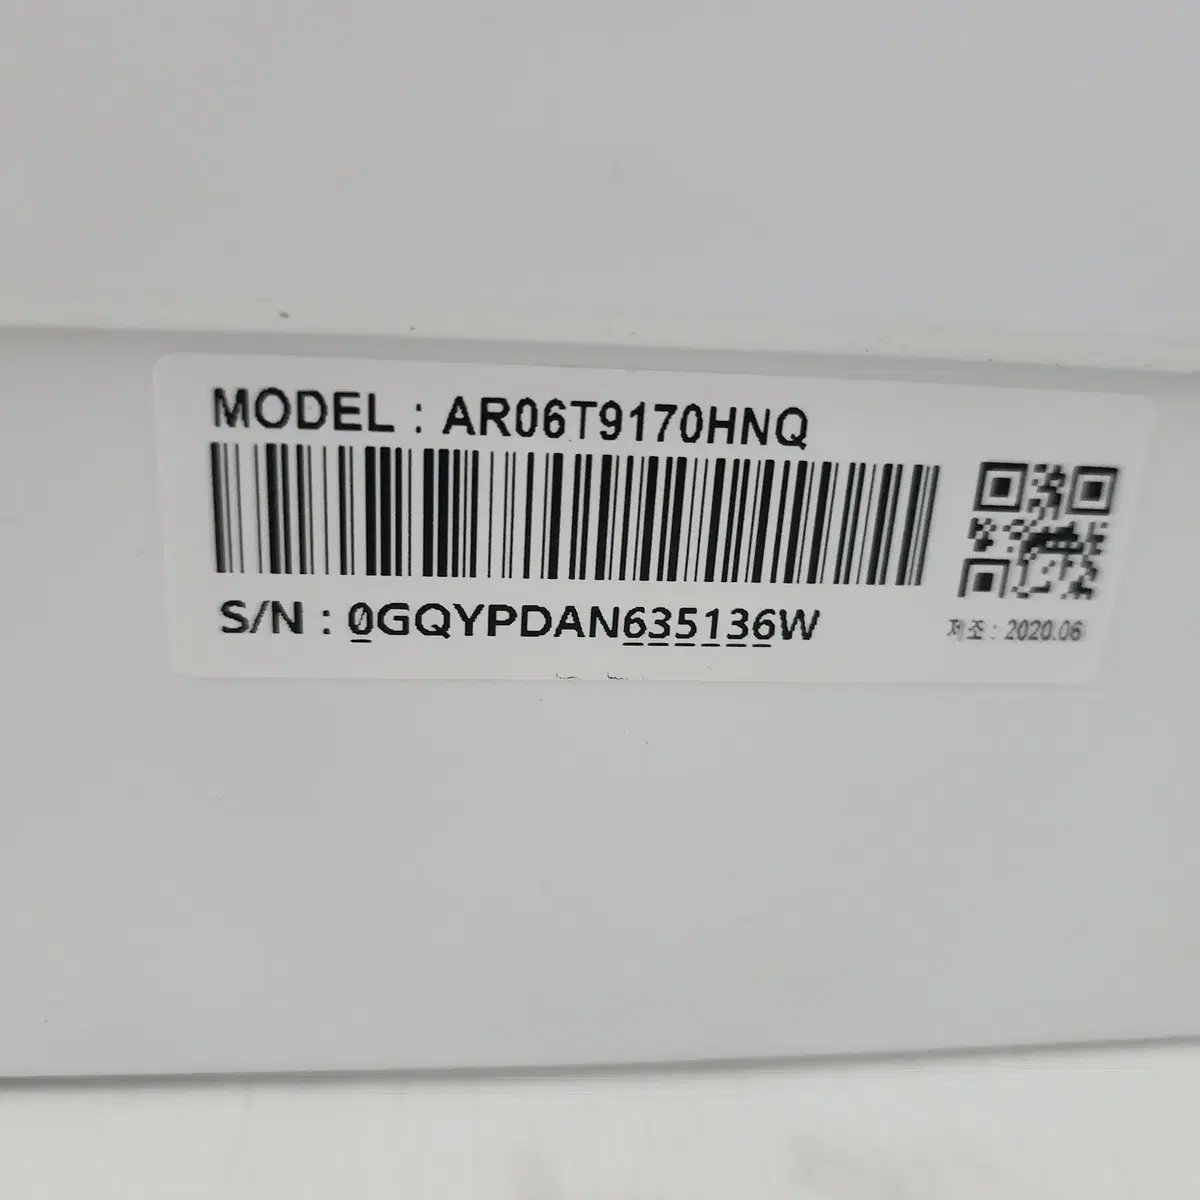 MODEL : AR06T9170HNQ
S/N : 0GQYPDAN635136W
제조 : 2020.06